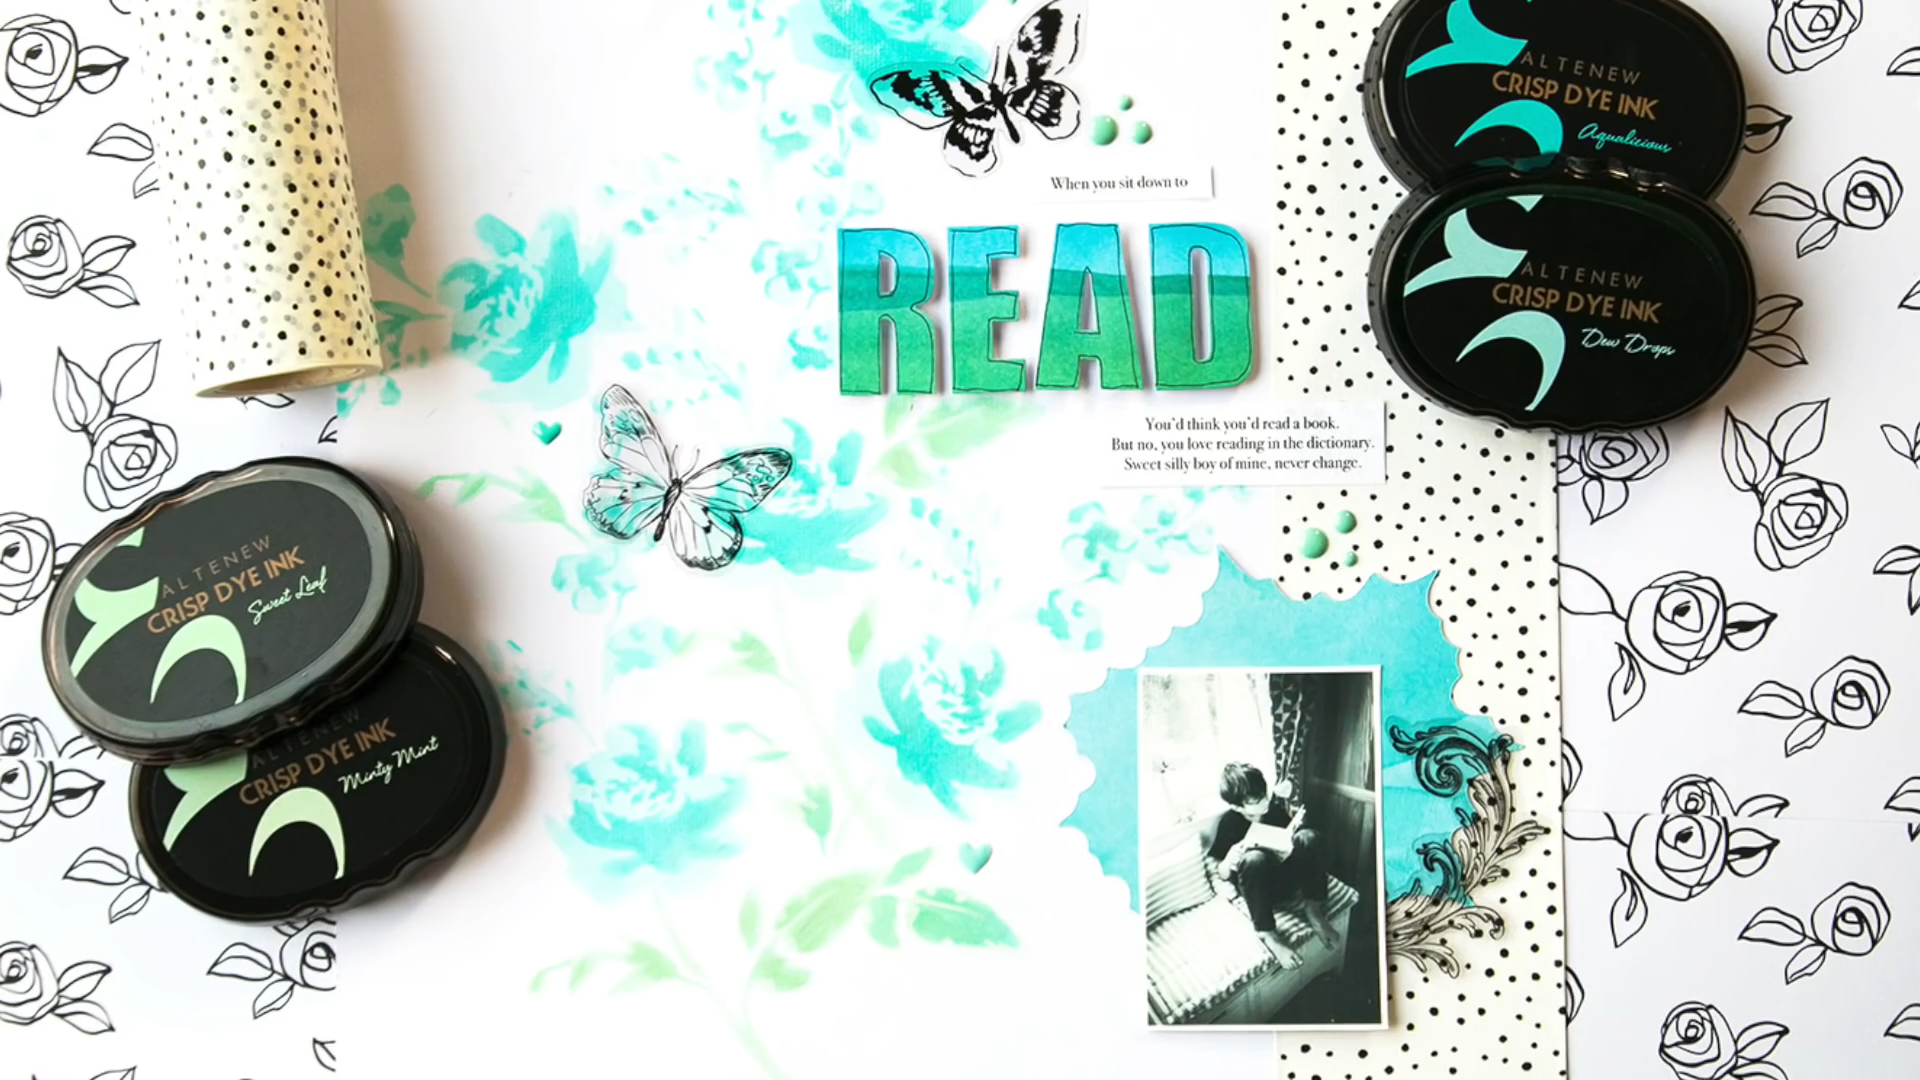 When you sit down to
READ
You'd think you'd read a book.
But no, you love reading in the dictionary.
Sweet silly boy of mine, never change.
ALTENEW
CRISP DYE INK
Aqualicious
ALTENEW
CRISP DYE INK
Dew Drops
ALTENEW
CRISP DYE INK
Sweet Leaf
ALTENEW
CRISP DYE INK
Minty Mint